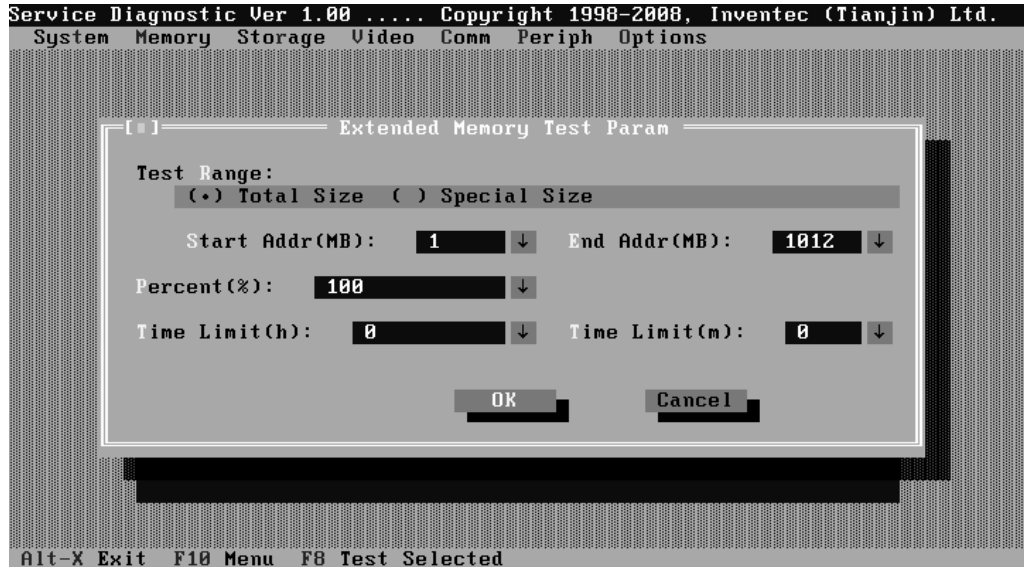 Service Diagnostic Ver 1.00 ..... Copyright 1998-2008, Inventec (Tianjin) Ltd.
System Memory Storage Video Comm Periph Options
[■] Extended Memory Test Param
Test Range:
(•) Total Size ( ) Special Size
Start Addr(MB): 1 ↓ End Addr(MB): 1012 ↓
Percent(%): 100 ↓
Time Limit(h): 0 ↓ Time Limit(m): 0 ↓
OK Cancel
Alt-X Exit F10 Menu F8 Test Selected